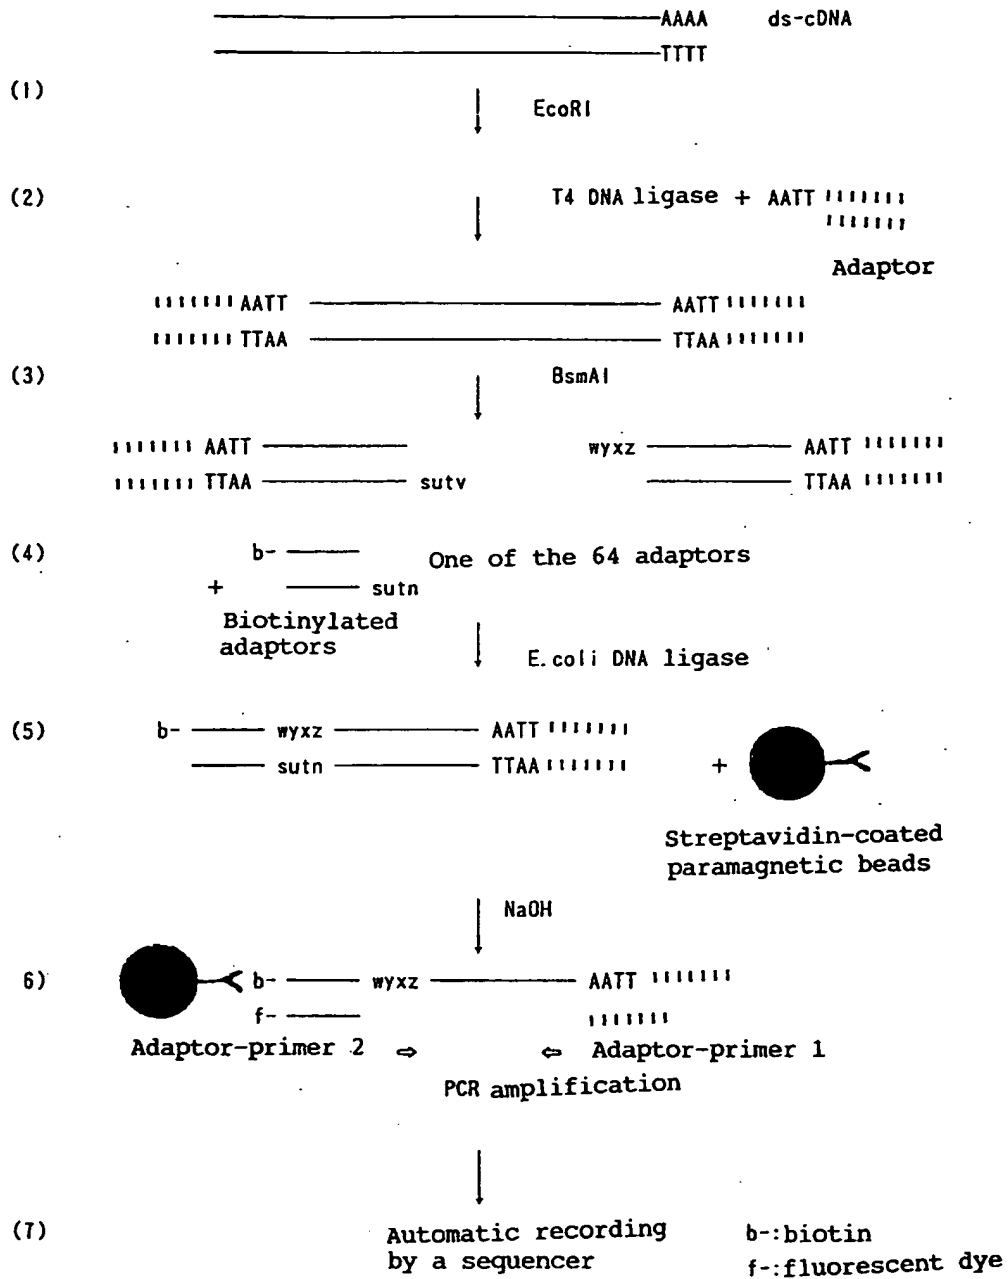 AAAA ds-cDNA
TTTT
(1)
EcoRI
(2) T4 DNA ligase + AATT
Adaptor
AATT AATT
TTAA TTAA
(3) BsmAI
AATT wyxz AATT
TTAA sutv TTAA
(4) b- One of the 64 adaptors
+ sutn
Biotinylated
adaptors
E.coli DNA ligase
(5) b- wyxz AATT
sutn TTAA +
Streptavidin-coated
paramagnetic beads
NaOH
6) b- wyxz AATT
f-
Adaptor-primer 2 ⇨ ⇦ Adaptor-primer 1
PCR amplification
(7) Automatic recording b-:biotin
by a sequencer f-:fluorescent dye